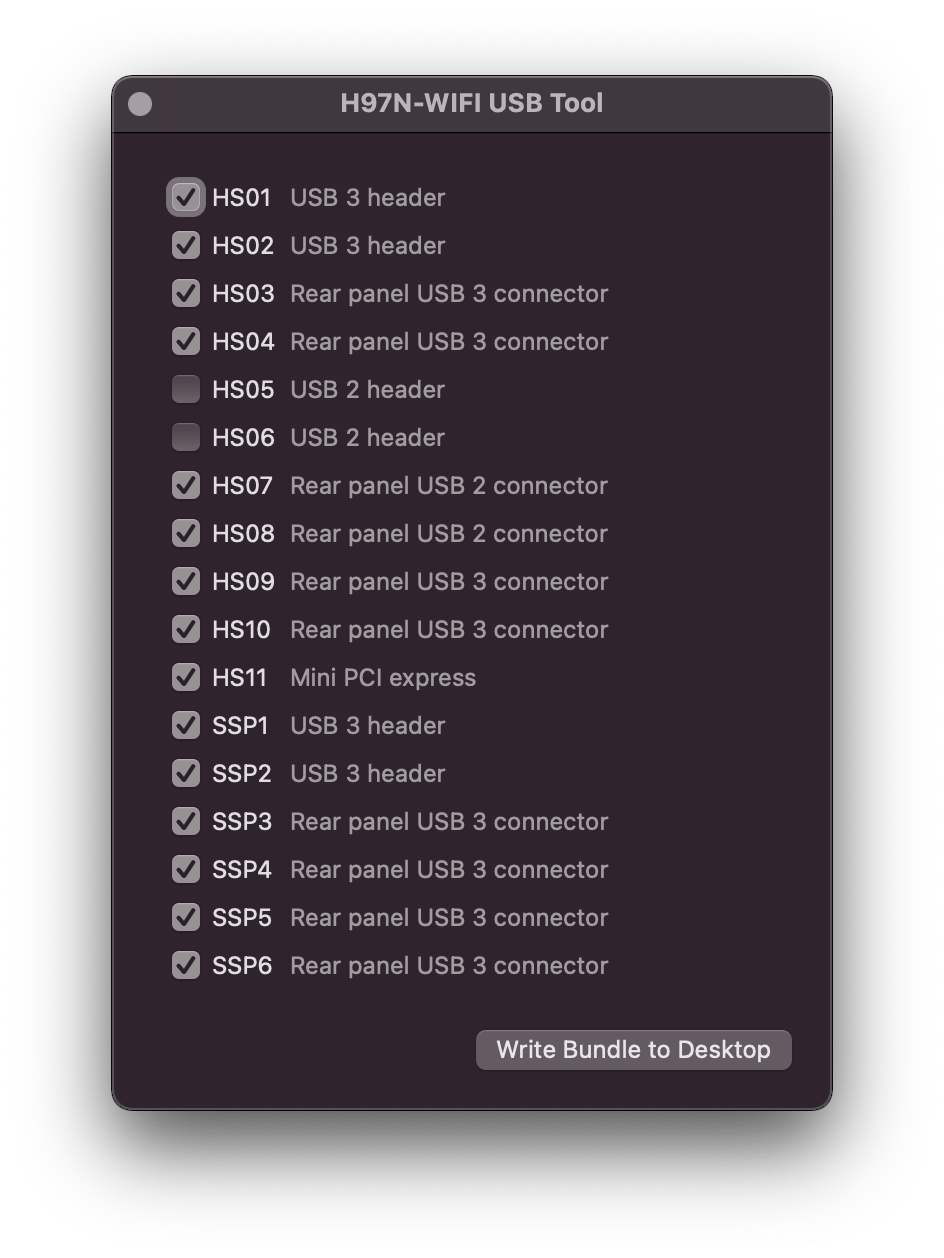 H97N-WIFI USB Tool
HS01 USB 3 header
HS02 USB 3 header
HS03 Rear panel USB 3 connector
HS04 Rear panel USB 3 connector
HS05 USB 2 header
HS06 USB 2 header
HS07 Rear panel USB 2 connector
HS08 Rear panel USB 2 connector
HS09 Rear panel USB 3 connector
HS10 Rear panel USB 3 connector
HS11 Mini PCI express
SSP1 USB 3 header
SSP2 USB 3 header
SSP3 Rear panel USB 3 connector
SSP4 Rear panel USB 3 connector
SSP5 Rear panel USB 3 connector
SSP6 Rear panel USB 3 connector
Write Bundle to Desktop